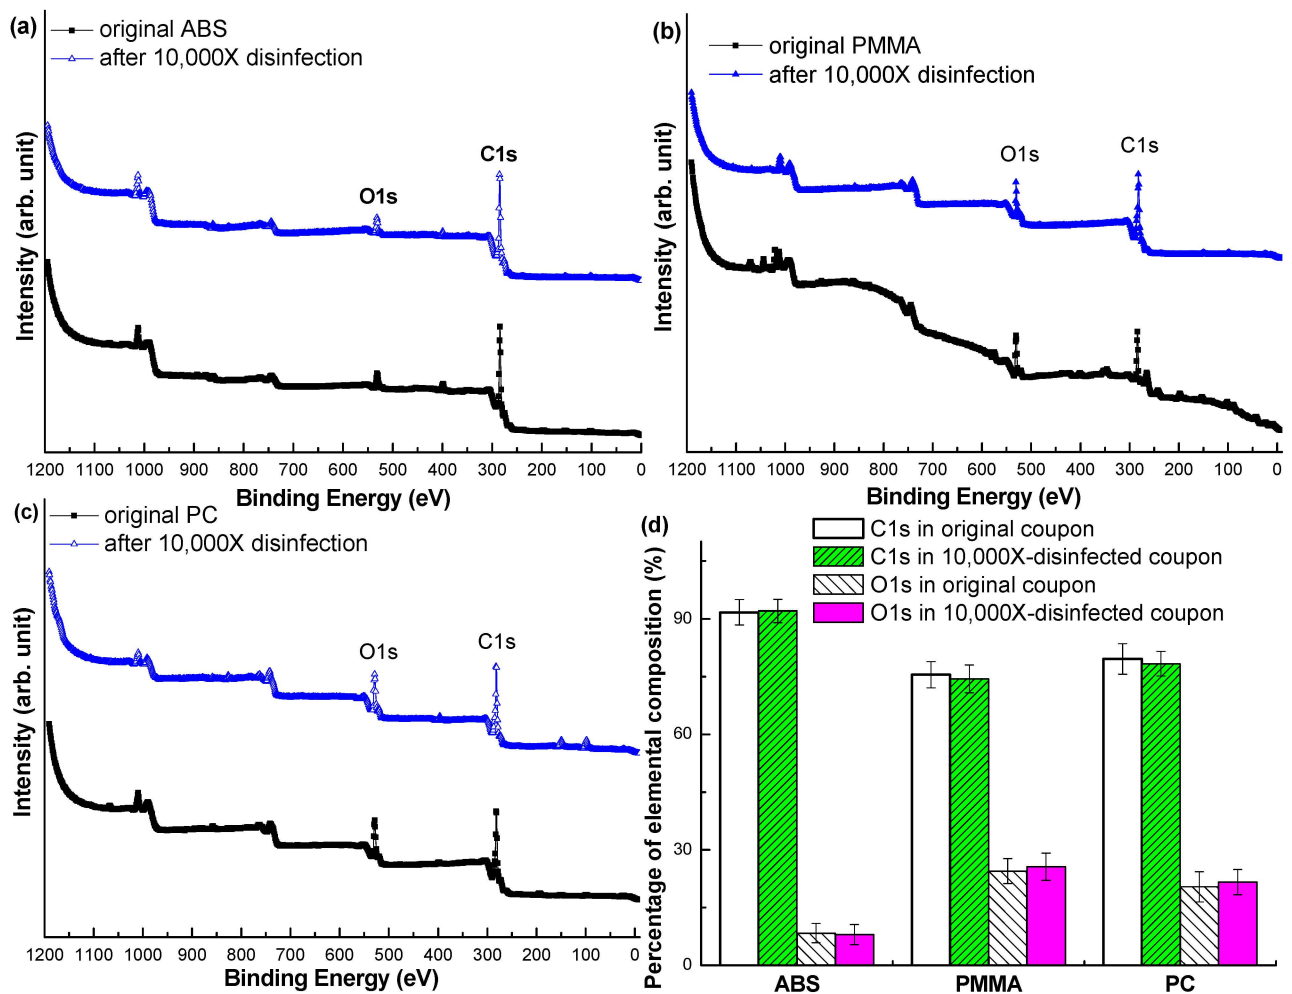 (a)
original ABS
after 10,000X disinfection
C1s
O1s
Intensity (arb. unit)
1200 1100 1000 900 800 700 600 500 400 300 200 100 0
Binding Energy (eV)
(b)
original PMMA
after 10,000X disinfection
O1s
C1s
Intensity (arb. unit)
1200 1100 1000 900 800 700 600 500 400 300 200 100 0
Binding Energy (eV)
(c)
original PC
after 10,000X disinfection
O1s
C1s
Intensity (arb. unit)
1200 1100 1000 900 800 700 600 500 400 300 200 100 0
Binding Energy (eV)
(d)
C1s in original coupon
C1s in 10,000X-disinfected coupon
O1s in original coupon
O1s in 10,000X-disinfected coupon
Percentage of elemental composition (%)
90
60
30
0
ABS PMMA PC